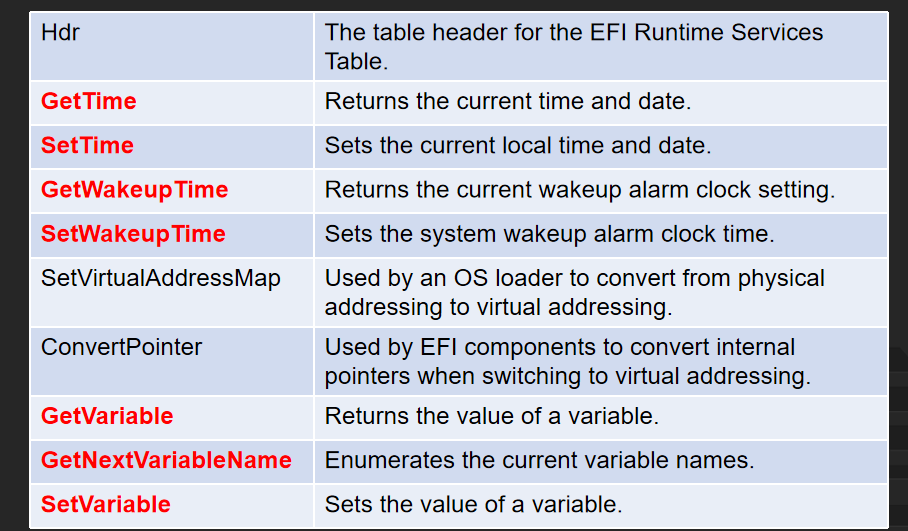 Hdr
The table header for the EFI Runtime Services
Table.
GetTime
Returns the current time and date.
SetTime
Sets the current local time and date.
GetWakeupTime
Returns the current wakeup alarm clock setting.
SetWakeupTime
Sets the system wakeup alarm clock time.
SetVirtualAddressMap
Used by an OS loader to convert from physical
addressing to virtual addressing.
ConvertPointer
Used by EFI components to convert internal
pointers when switching to virtual addressing.
GetVariable
Returns the value of a variable.
GetNextVariableName
Enumerates the current variable names.
SetVariable
Sets the value of a variable.